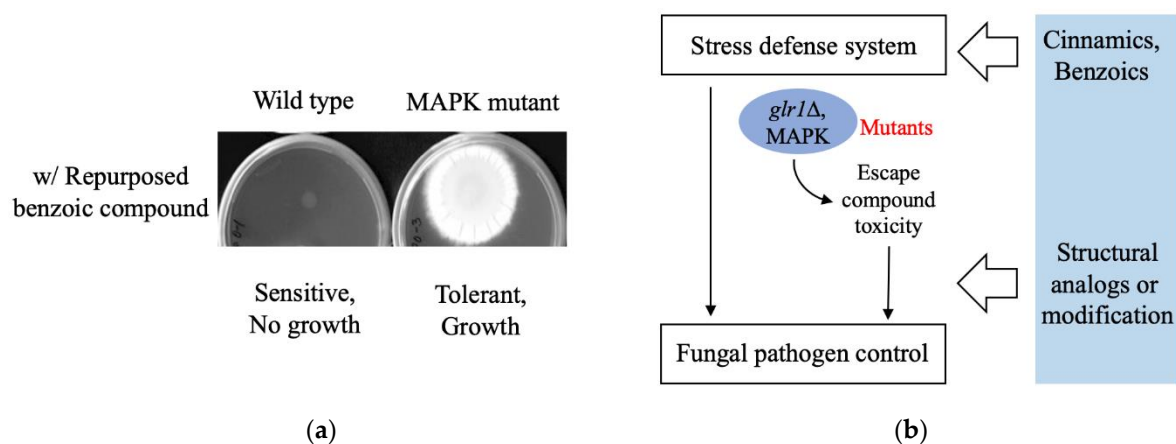 Wild type
MAPK mutant
w/ Repurposed
benzoic compound
Sensitive,
No growth
Tolerant,
Growth
(a)
Stress defense system
glr1Δ,
MAPK
Mutants
Escape
compound
toxicity
Fungal pathogen control
Cinnamics,
Benzoics
Structural
analogs or
modification
(b)